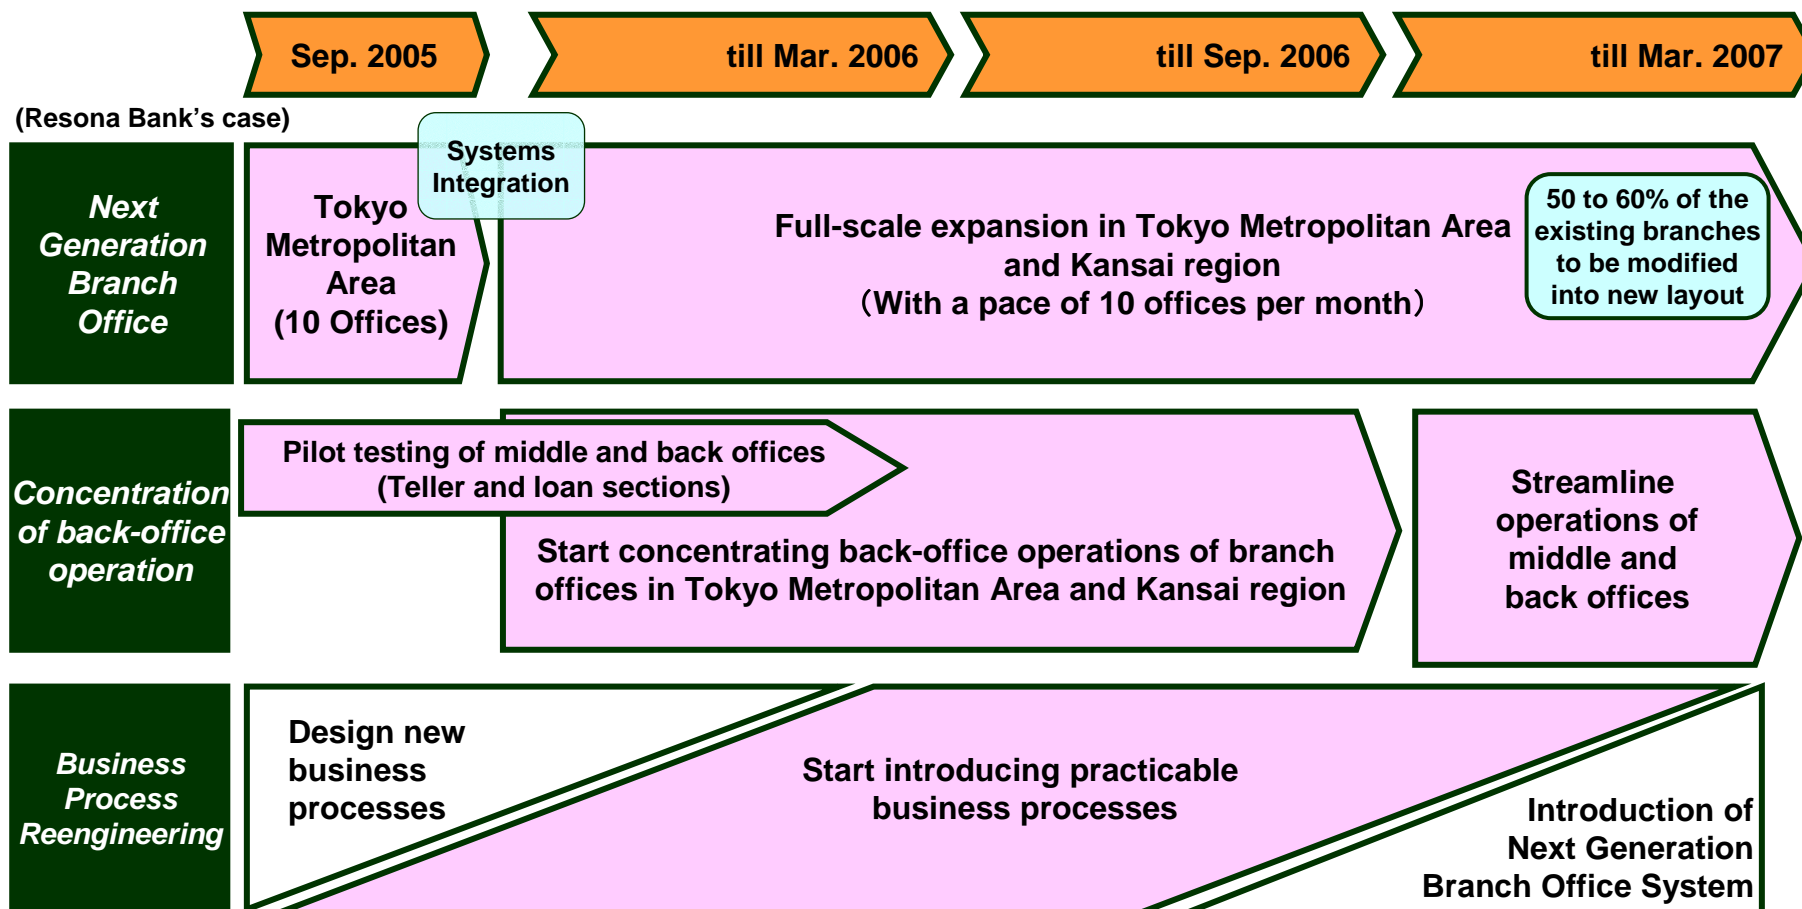 Sep. 2005
till Mar. 2006
till Sep. 2006
till Mar. 2007
(Resona Bank's case)
Next
Generation
Branch
Office
Tokyo
Metropolitan
Area
(10 Offices)
Systems
Integration
Full-scale expansion in Tokyo Metropolitan Area
and Kansai region
（With a pace of 10 offices per month）
50 to 60% of the
existing branches
to be modified
into new layout
Concentration
of back-office
operation
Pilot testing of middle and back offices
(Teller and loan sections)
Start concentrating back-office operations of branch
offices in Tokyo Metropolitan Area and Kansai region
Streamline
operations of
middle and
back offices
Business
Process
Reengineering
Design new
business
processes
Start introducing practicable
business processes
Introduction of
Next Generation
Branch Office System